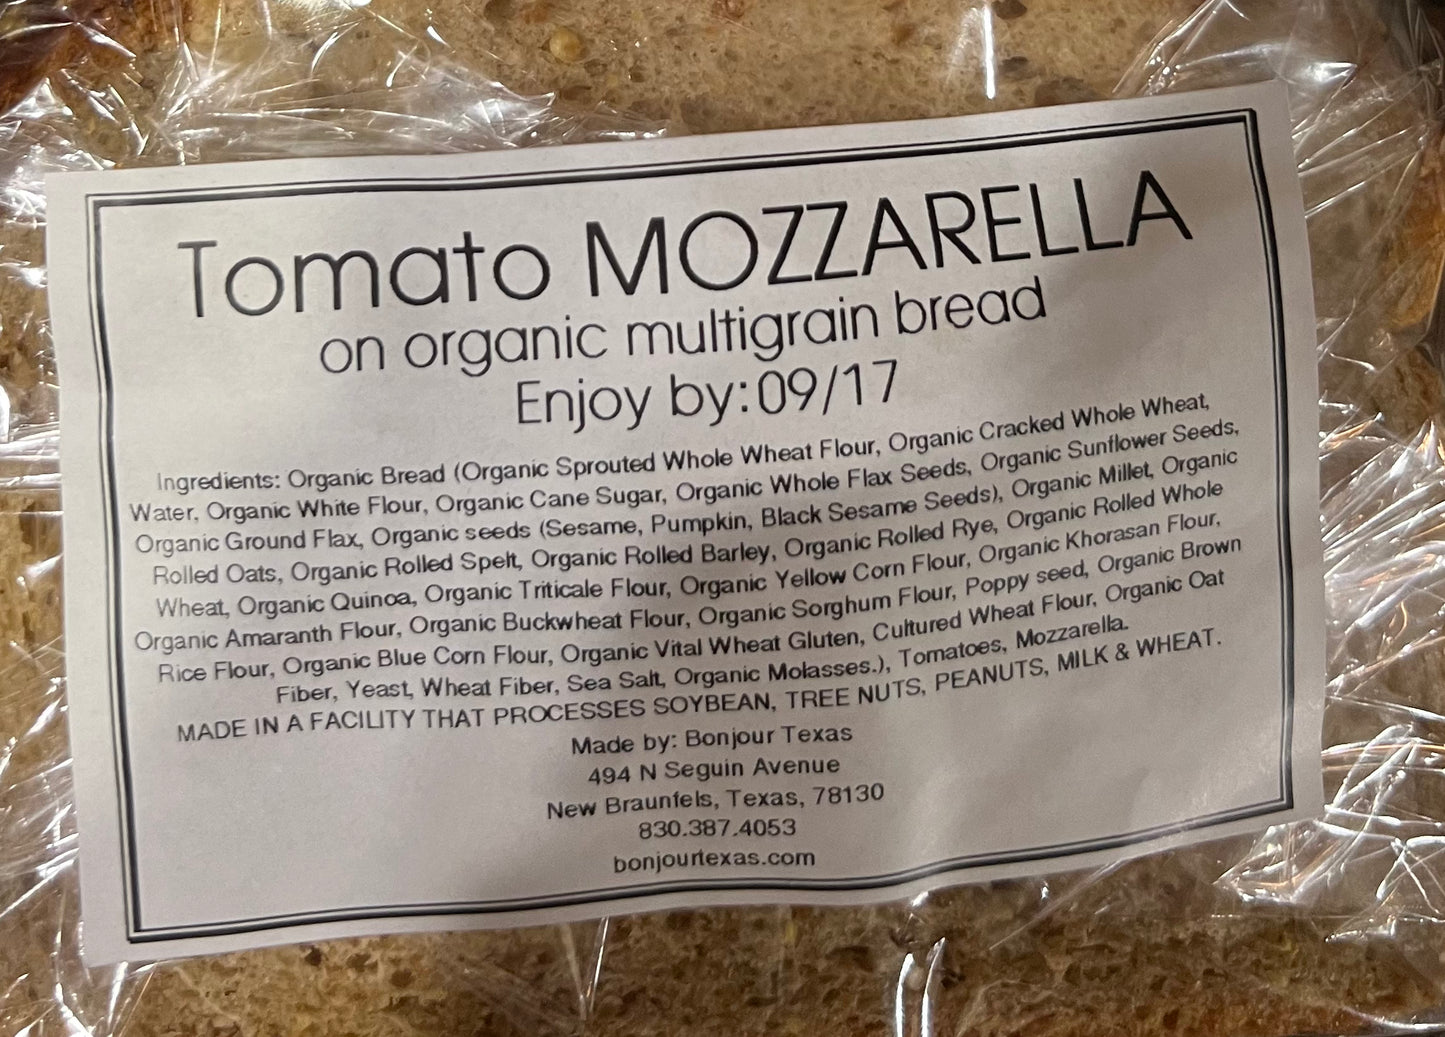 Tomato MOZZARELLA
on organic multigrain bread
Enjoy by:09/17
Ingredients: Organic Bread (Organic Sprouted Whole Wheat Flour, Organic Cracked Whole Wheat,
Water, Organic White Flour, Organic Cane Sugar, Organic Whole Flax Seeds, Organic Sunflower Seeds,
Organic Ground Flax, Organic seeds (Sesame, Pumpkin, Black Sesame Seeds), Organic Millet, Organic
Rolled Oats, Organic Rolled Spelt, Organic Rolled Barley, Organic Rolled Rye, Organic Rolled Whole
Wheat, Organic Quinoa, Organic Triticale Flour, Organic Yellow Corn Flour, Organic Khorasan Flour,
Organic Amaranth Flour, Organic Buckwheat Flour, Organic Sorghum Flour, Poppy seed, Organic Brown
Rice Flour, Organic Blue Corn Flour, Organic Vital Wheat Gluten, Cultured Wheat Flour, Organic Oat
Fiber, Yeast, Wheat Fiber, Sea Salt, Organic Molasses.), Tomatoes, Mozzarella.
MADE IN A FACILITY THAT PROCESSES SOYBEAN, TREE NUTS, PEANUTS, MILK & WHEAT.
Made by: Bonjour Texas
494 N Seguin Avenue
New Braunfels, Texas, 78130
830.387.4053
bonjourtexas.com